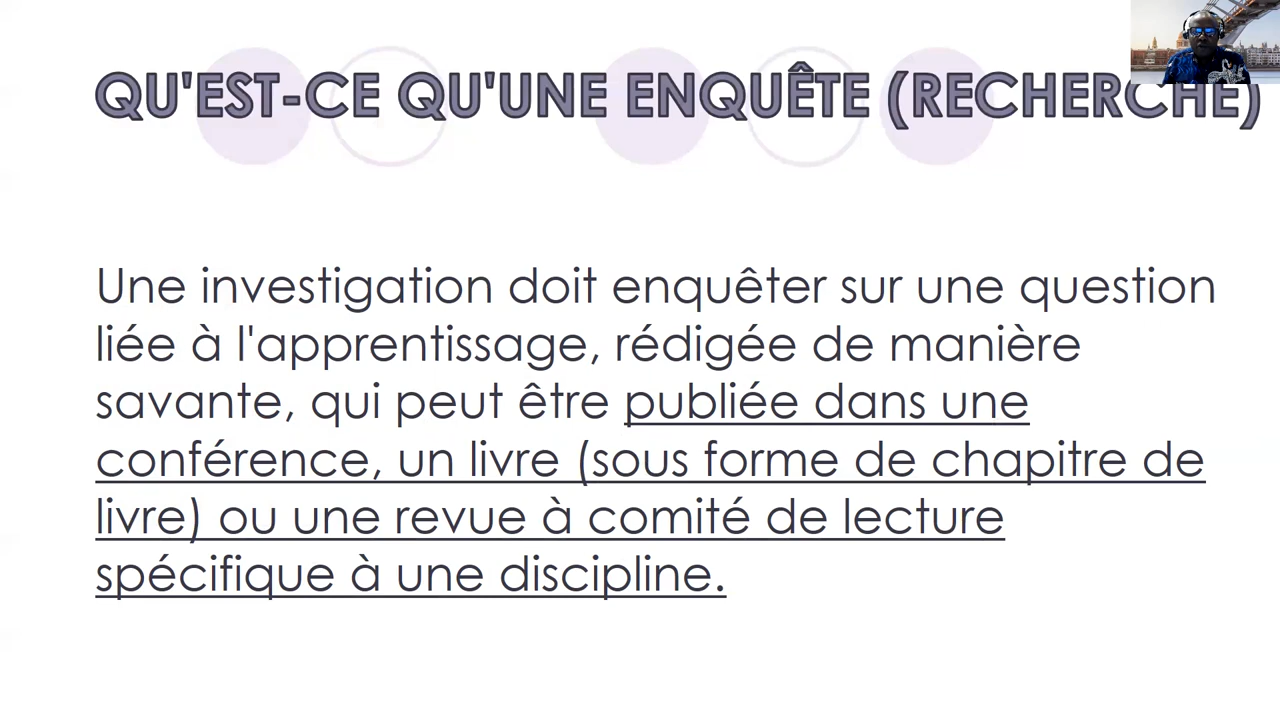 QU'EST-CE QU'UNE ENQUÊTE (RECHERCHE)
Une investigation doit enquêter sur une question
liée à l'apprentissage, rédigée de manière
savante, qui peut être publiée dans une
conférence, un livre (sous forme de chapitre de
livre) ou une revue à comité de lecture
spécifique à une discipline.